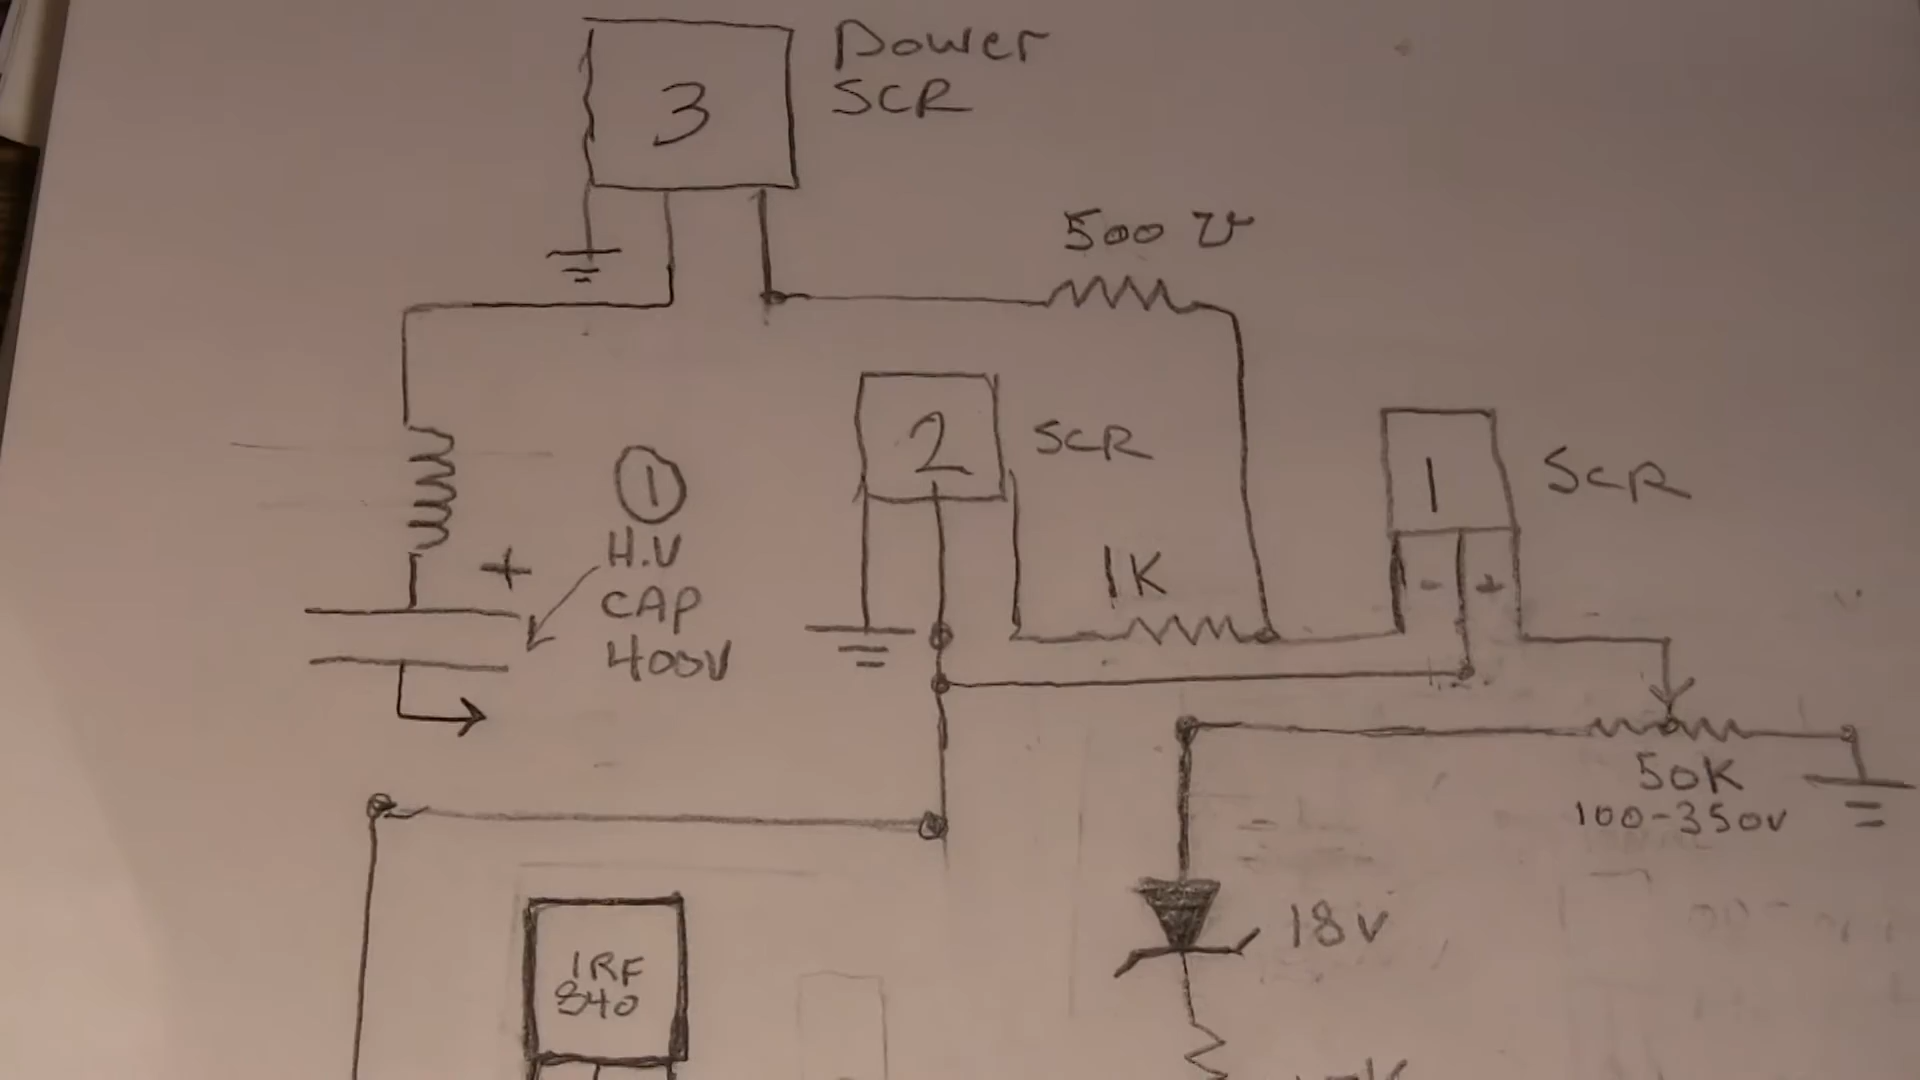 3
Power
SCR
500 ʊ
2
SCR
1
SCR
- +
1K
+
①
H.V
CAP
400V
50K
100-350V
18V
IRF
840